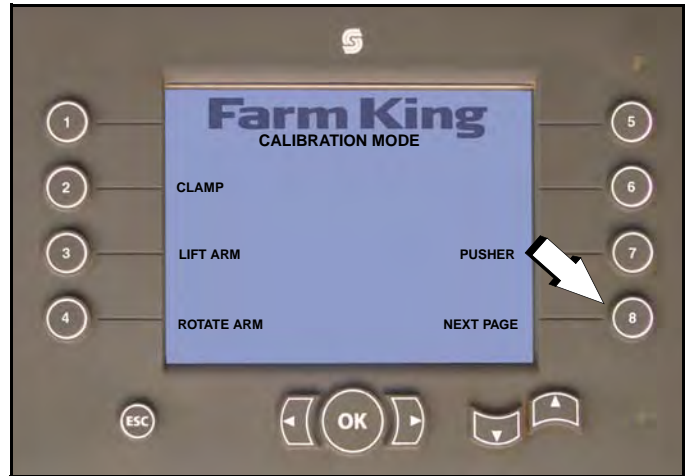 Farm King
CALIBRATION MODE
1
5
2
CLAMP
6
3
LIFT ARM
PUSHER
7
4
ROTATE ARM
NEXT PAGE
8
ESC
OK